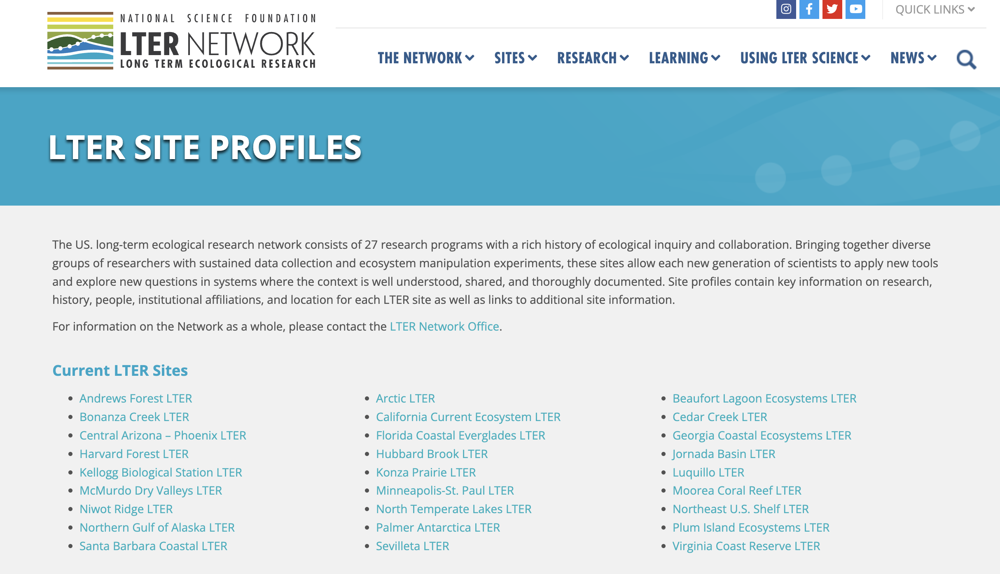 NATIONAL SCIENCE FOUNDATION
LTER NETWORK
LONG TERM ECOLOGICAL RESEARCH
QUICK LINKS
THE NETWORK SITES RESEARCH LEARNING USING LTER SCIENCE NEWS
LTER SITE PROFILES
The US. long-term ecological research network consists of 27 research programs with a rich history of ecological inquiry and collaboration. Bringing together diverse
groups of researchers with sustained data collection and ecosystem manipulation experiments, these sites allow each new generation of scientists to apply new tools
and explore new questions in systems where the context is well understood, shared, and thoroughly documented. Site profiles contain key information on research,
history, people, institutional affiliations, and location for each LTER site as well as links to additional site information.
For information on the Network as a whole, please contact the LTER Network Office.
Current LTER Sites
Andrews Forest LTER
Arctic LTER
Beaufort Lagoon Ecosystems LTER
Bonanza Creek LTER
California Current Ecosystem LTER
Cedar Creek LTER
Central Arizona – Phoenix LTER
Florida Coastal Everglades LTER
Georgia Coastal Ecosystems LTER
Harvard Forest LTER
Hubbard Brook LTER
Jornada Basin LTER
Kellogg Biological Station LTER
Konza Prairie LTER
Luquillo LTER
McMurdo Dry Valleys LTER
Minneapolis-St. Paul LTER
Moorea Coral Reef LTER
Niwot Ridge LTER
North Temperate Lakes LTER
Northeast U.S. Shelf LTER
Northern Gulf of Alaska LTER
Palmer Antarctica LTER
Plum Island Ecosystems LTER
Santa Barbara Coastal LTER
Sevilleta LTER
Virginia Coast Reserve LTER